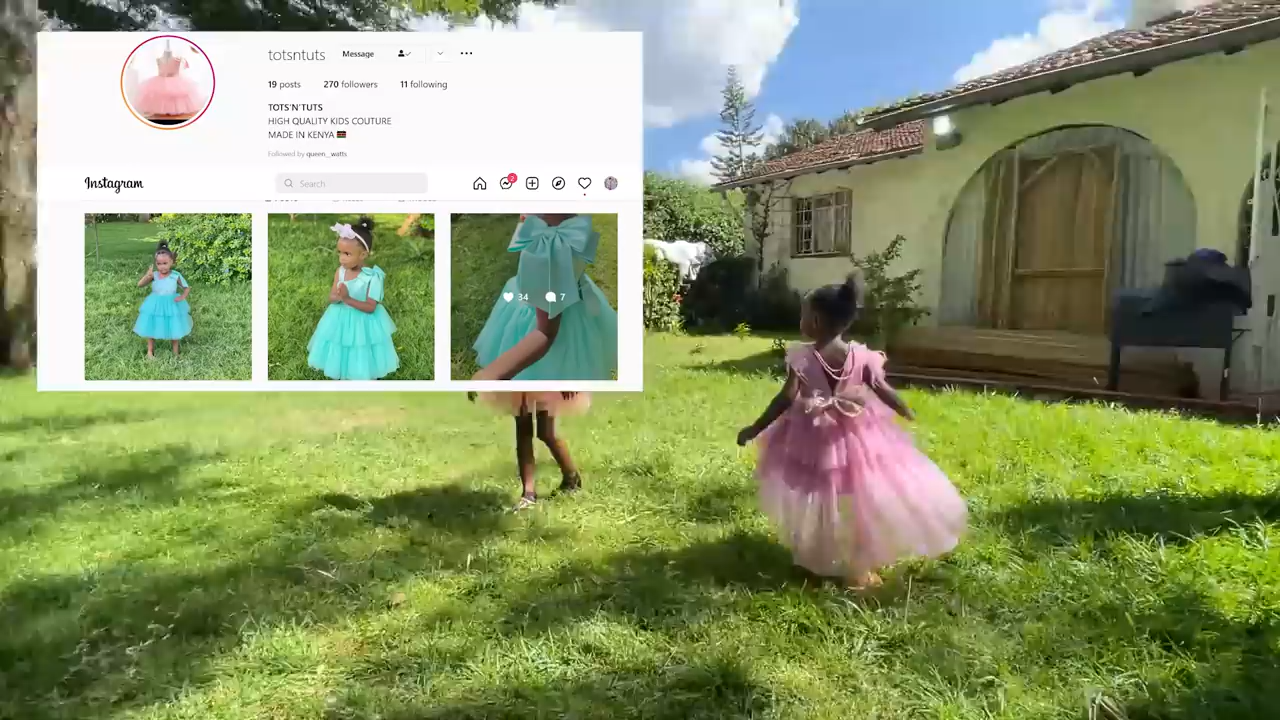 totsntuts Message
19 posts 270 followers 11 following
TOTS'N'TUTS
HIGH QUALITY KIDS COUTURE
MADE IN KENYA 🇰🇪
Followed by queen_watts
Instagram Search 2
34 7